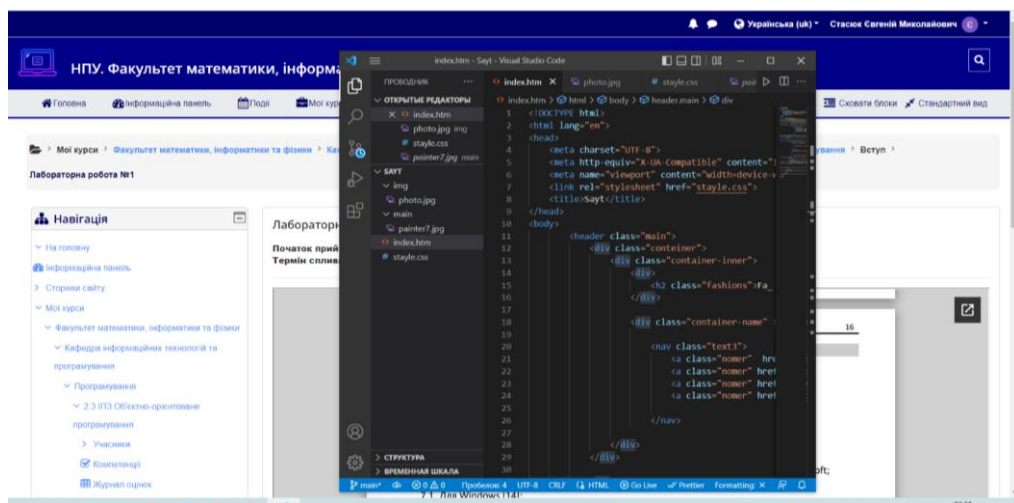 Українська (uk)
Стасюк Євгеній Миколайович
НПУ. Факультет математики, інформа
Головна
Інформаційна панель
Події
Мої кур
Сховати блоки
Стандартний вид
Мої курси > Факультет математики, інформатики та фізики >
ування > Вступ >
Лабораторна робота №1
Навігація
На головну
Інформаційна панель
Сторінки сайту
Мої курси
Факультет математики, інформатики та фізики
Кафедра інформаційних технологій та
програмування
Програмування
2.3 ІПЗ Об'єктно-орієнтоване
програмування
Учасники
Компетенції
Журнал оцінок
Лабораторн
Початок прий
Термін сплив
16
oft;
7.1. Для Windows [14]:
index.htm - Sayt - Visual Studio Code
ПРОВОДНИК
ОТКРЫТЫЕ РЕДАКТОРЫ
index.htm
photo.jpg img
stayle.css
painter7.jpg main
SAYT
img
photo.jpg
main
painter7.jpg
index.htm
stayle.css
СТРУКТУРА
ВРЕМЕННАЯ ШКАЛА
index.htm
photo.jpg
stayle.css
pair
index.htm > html > body > header.main > div
1 <!DOCTYPE html>
2 <html lang="en">
3 <head>
4 <meta charset="UTF-8">
5 <meta http-equiv="X-UA-Compatible" content="
6 <meta name="viewport" content="width=device-w
7 <link rel="stylesheet" href="stayle.css">
8 <title>Sayt</title>
9 </head>
10 <body>
11 <header class="main">
12 <div class="conteiner">
13 <div class="container-inner">
14 <div>
15 <h2 class="fashions">Fa_
16 </div>
17
18 <div class="container-name"
19
20 <nav class="text3">
21 <a class="nomer" hre
22 <a class="nomer" href
23 <a class="nomer" href
24 <a class="nomer" href
25
26 </nav>
27
28 </div>
29 </div>
30
main*
0
0
Пробелов: 4
UTF-8
CRLF
HTML
Go Live
Prettier
Formatting: ×